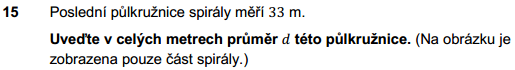 15 Poslední půlkružnice spirály měří 33 m.
Uveďte v celých metrech průměr d této půlkružnice. (Na obrázku je
zobrazena pouze část spirály.)